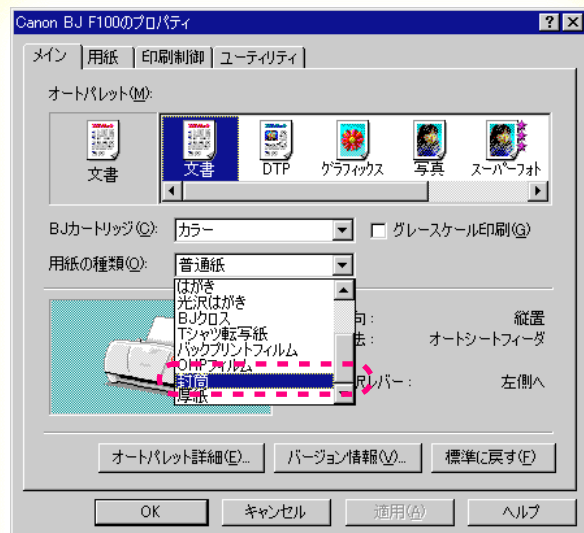 Canon BJ F100のプロパティ
メイン 用紙 印刷制御 ユーティリティ
オートパレット(M):
文書 文書 DTP グラフィックス 写真 スーパーフォト
BJカートリッジ(C): カラー グレースケール印刷(G)
用紙の種類(O): 普通紙
はがき
光沢はがき
BJクロス
Tシャツ転写紙
バックプリントフィルム
OHPフィルム
封筒
厚紙
向: 縦置
法: オートシートフィーダ
択レバー: 左側へ
オートパレット詳細(E)... バージョン情報(V)... 標準に戻す(F)
OK キャンセル 適用(A) ヘルプ